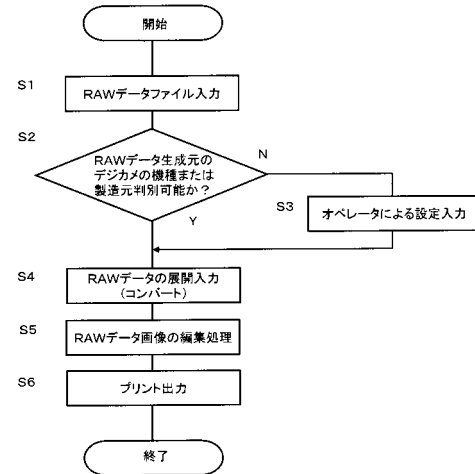 開始
S1
RAWデータファイル入力
S2
RAWデータ生成元の
デジカメの機種または
製造元判別可能か?
N
Y
S3
オペレータによる設定入力
S4
RAWデータの展開入力
(コンバート)
S5
RAWデータ画像の編集処理
S6
プリント出力
終了